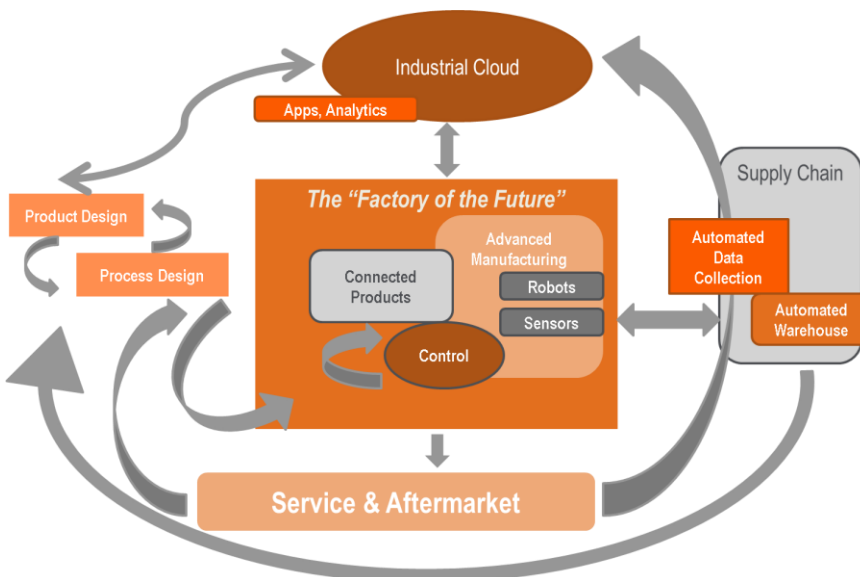 Industrial Cloud
Apps, Analytics
Supply Chain
The “Factory of the Future”
Product Design
Process Design
Advanced
Manufacturing
Connected
Products
Robots
Sensors
Control
Automated
Data
Collection
Automated
Warehouse
Service & Aftermarket